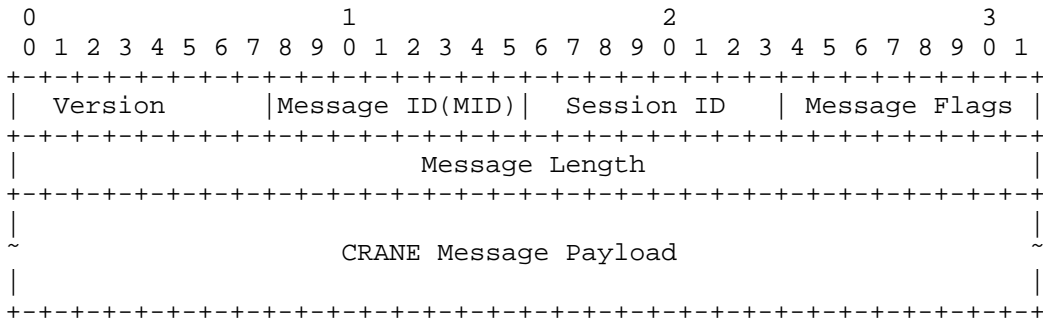 0                   1                   2                   3
 0 1 2 3 4 5 6 7 8 9 0 1 2 3 4 5 6 7 8 9 0 1 2 3 4 5 6 7 8 9 0 1
+-+-+-+-+-+-+-+-+-+-+-+-+-+-+-+-+-+-+-+-+-+-+-+-+-+-+-+-+-+-+-+-+
|  Version      |Message ID(MID)|  Session ID   | Message Flags |
+-+-+-+-+-+-+-+-+-+-+-+-+-+-+-+-+-+-+-+-+-+-+-+-+-+-+-+-+-+-+-+-+
|                         Message Length                        |
+-+-+-+-+-+-+-+-+-+-+-+-+-+-+-+-+-+-+-+-+-+-+-+-+-+-+-+-+-+-+-+-+
|                                                               |
~                    CRANE Message Payload                      ~
|                                                               |
+-+-+-+-+-+-+-+-+-+-+-+-+-+-+-+-+-+-+-+-+-+-+-+-+-+-+-+-+-+-+-+-+